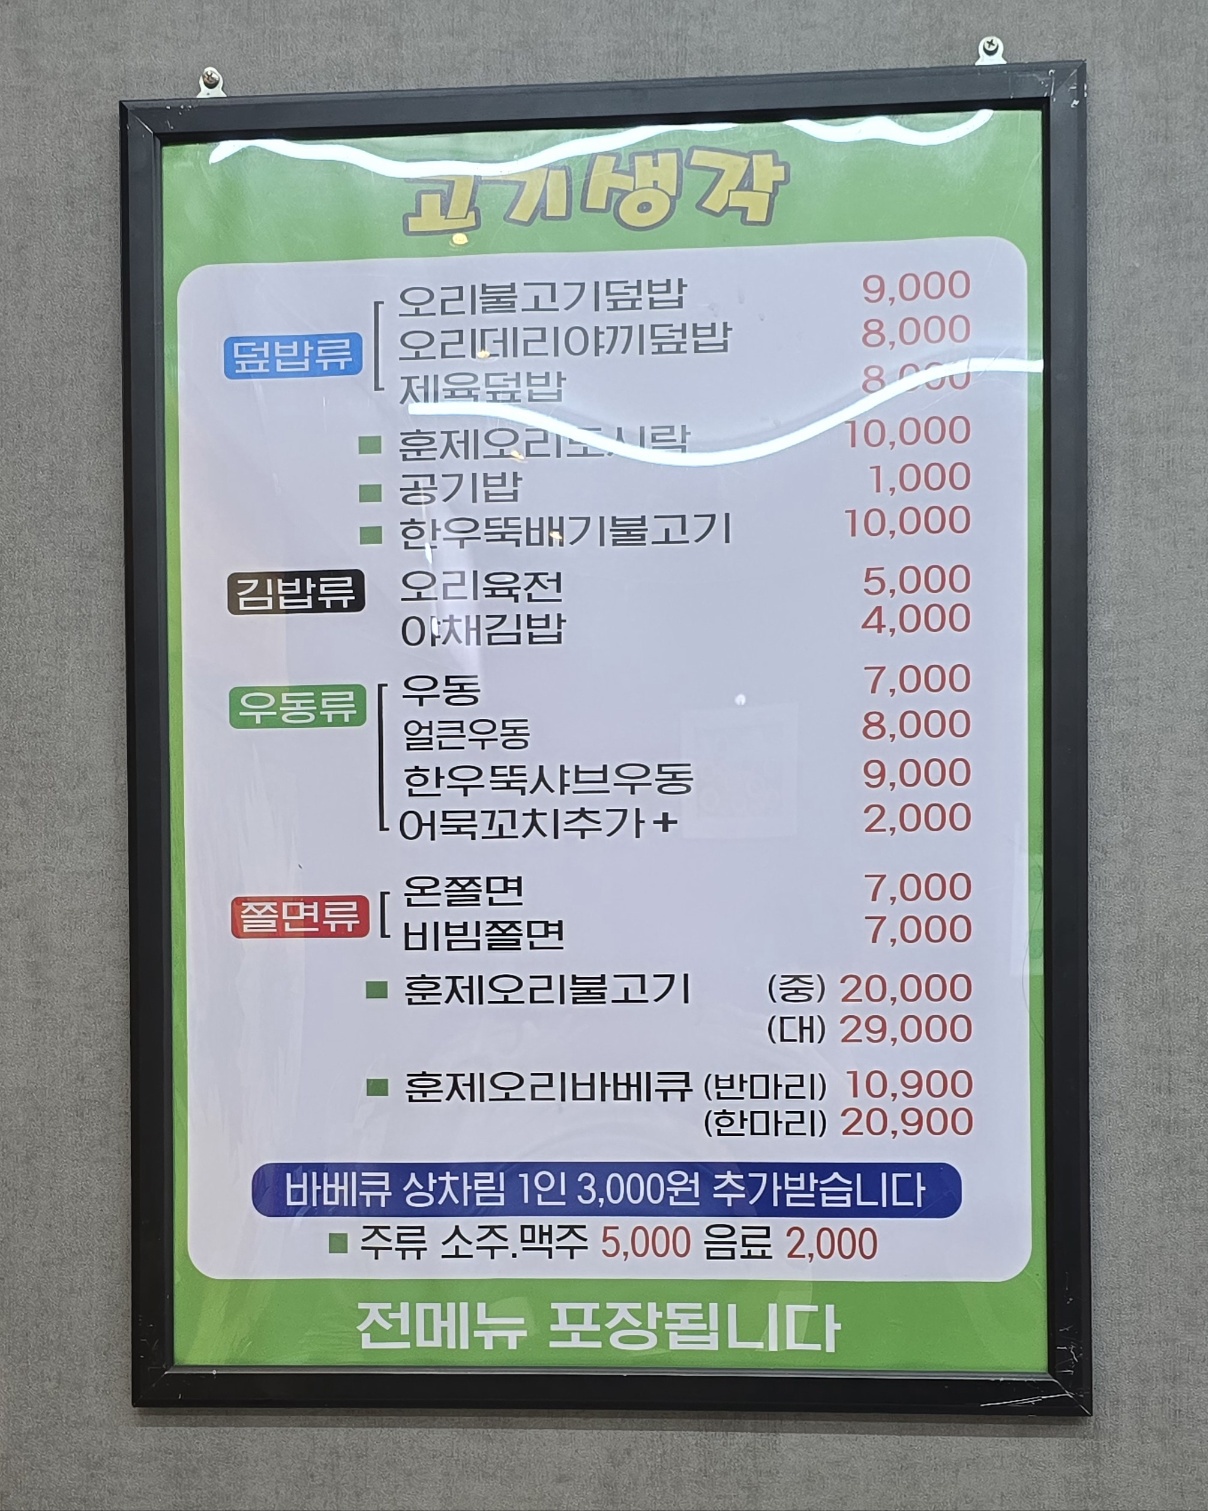 고기생각
덮밥류
오리불고기덮밥 9,000
오리데리야끼덮밥 8,000
제육덮밥 8,000
훈제오리도시락 10,000
공기밥 1,000
한우뚝배기불고기 10,000
김밥류
오리육전 5,000
야채김밥 4,000
우동류
우동 7,000
얼큰우동 8,000
한우뚝샤브우동 9,000
어묵꼬치추가+ 2,000
쫄면류
온쫄면 7,000
비빔쫄면 7,000
훈제오리불고기 (중) 20,000
(대) 29,000
훈제오리바베큐 (반마리) 10,900
(한마리) 20,900
바베큐 상차림 1인 3,000원 추가받습니다
주류 소주.맥주 5,000 음료 2,000
전메뉴 포장됩니다